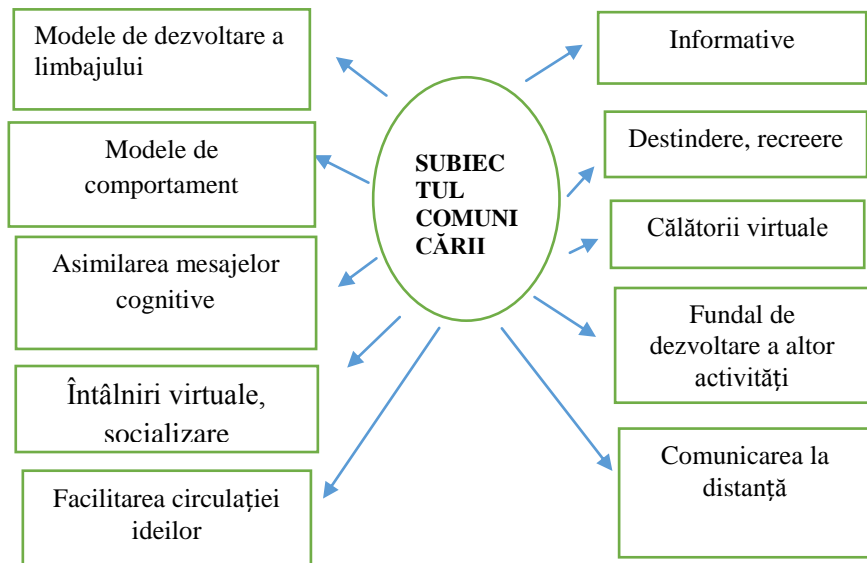 Modele de dezvoltare a
limbajului
Modele de
comportament
Asimilarea mesajelor
cognitive
Întâlniri virtuale,
socializare
Facilitarea circulației
ideilor
SUBIEC
TUL
COMUNI
CĂRII
Informative
Destindere, recreere
Călătorii virtuale
Fundal de
dezvoltare a altor
activități
Comunicarea la
distanță